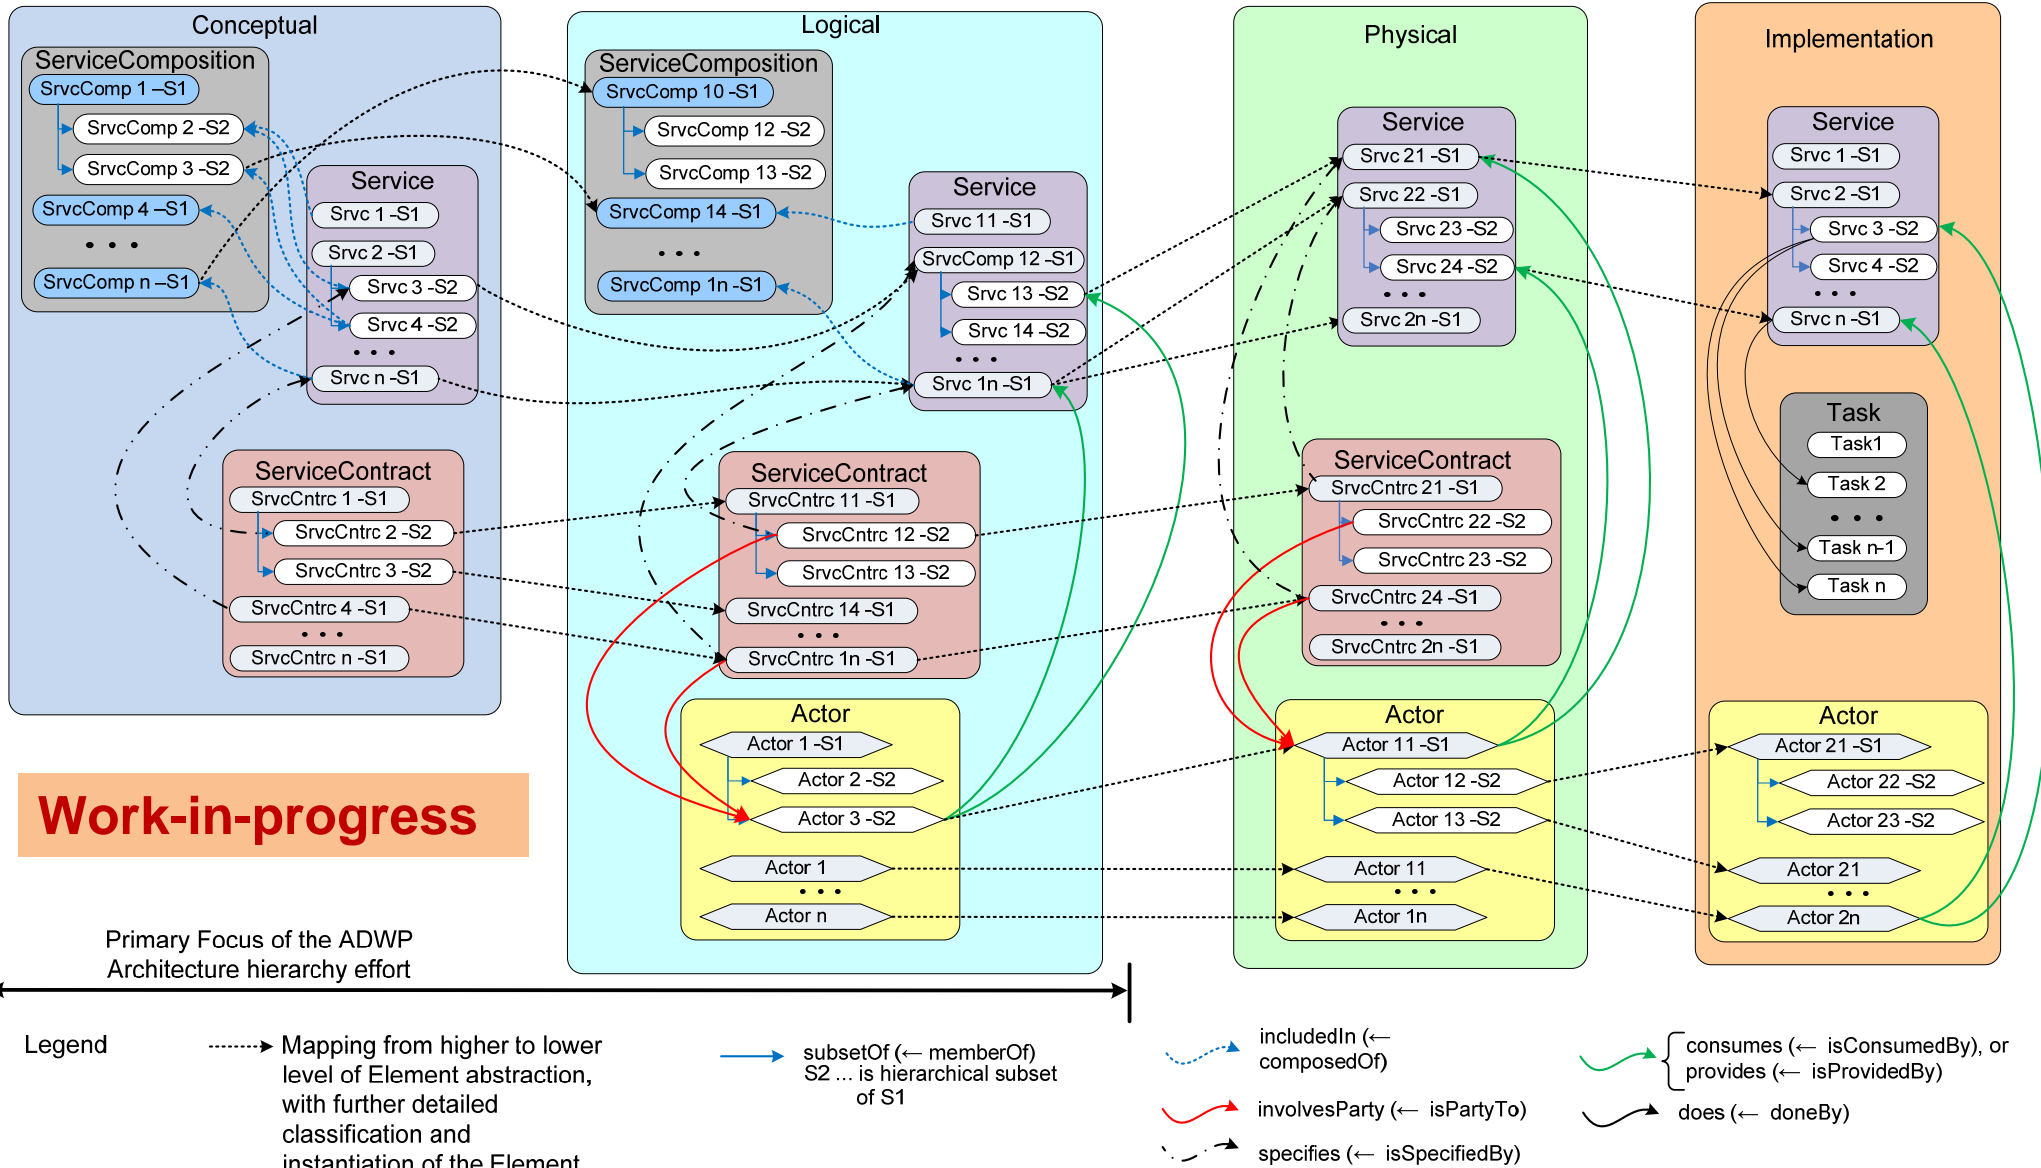 Conceptual
ServiceComposition
SrvcComp 1 –S1
SrvcComp 2 -S2
SrvcComp 3 -S2
SrvcComp 4 –S1
• • •
SrvcComp n –S1
Service
Srvc 1 -S1
Srvc 2 -S1
Srvc 3 -S2
Srvc 4 -S2
• • •
Srvc n -S1
ServiceContract
SrvcCntrc 1 -S1
SrvcCntrc 2 -S2
SrvcCntrc 3 -S2
SrvcCntrc 4 -S1
• • •
SrvcCntrc n -S1
Logical
ServiceComposition
SrvcComp 10 -S1
SrvcComp 12 -S2
SrvcComp 13 -S2
SrvcComp 14 -S1
• • •
SrvcComp 1n -S1
Service
Srvc 11 -S1
SrvcComp 12 -S1
Srvc 13 -S2
Srvc 14 -S2
• • •
Srvc 1n -S1
ServiceContract
SrvcCntrc 11 -S1
SrvcCntrc 12 -S2
SrvcCntrc 13 -S2
SrvcCntrc 14 -S1
• • •
SrvcCntrc 1n -S1
Actor
Actor 1 -S1
Actor 2 -S2
Actor 3 -S2
Actor 1
• • •
Actor n
Physical
Service
Srvc 21 -S1
Srvc 22 -S1
Srvc 23 -S2
Srvc 24 -S2
• • •
Srvc 2n -S1
ServiceContract
SrvcCntrc 21 -S1
SrvcCntrc 22 -S2
SrvcCntrc 23 -S2
SrvcCntrc 24 -S1
• • •
SrvcCntrc 2n -S1
Actor
Actor 11 -S1
Actor 12 -S2
Actor 13 -S2
Actor 11
• • •
Actor 1n
Implementation
Service
Srvc 1 -S1
Srvc 2 -S1
Srvc 3 -S2
Srvc 4 -S2
• • •
Srvc n -S1
Task
Task1
Task 2
• • •
Task n-1
Task n
Actor
Actor 21 -S1
Actor 22 -S2
Actor 23 -S2
Actor 21
• • •
Actor 2n
Work-in-progress
Primary Focus of the ADWP
Architecture hierarchy effort
Legend
Mapping from higher to lower
level of Element abstraction,
with further detailed
classification and
instantiation of the Element
subsetOf (← memberOf)
S2 ... is hierarchical subset
of S1
includedIn (←
composedOf)
involvesParty (← isPartyTo)
specifies (← isSpecifiedBy)
consumes (← isConsumedBy), or
provides (← isProvidedBy)
does (← doneBy)